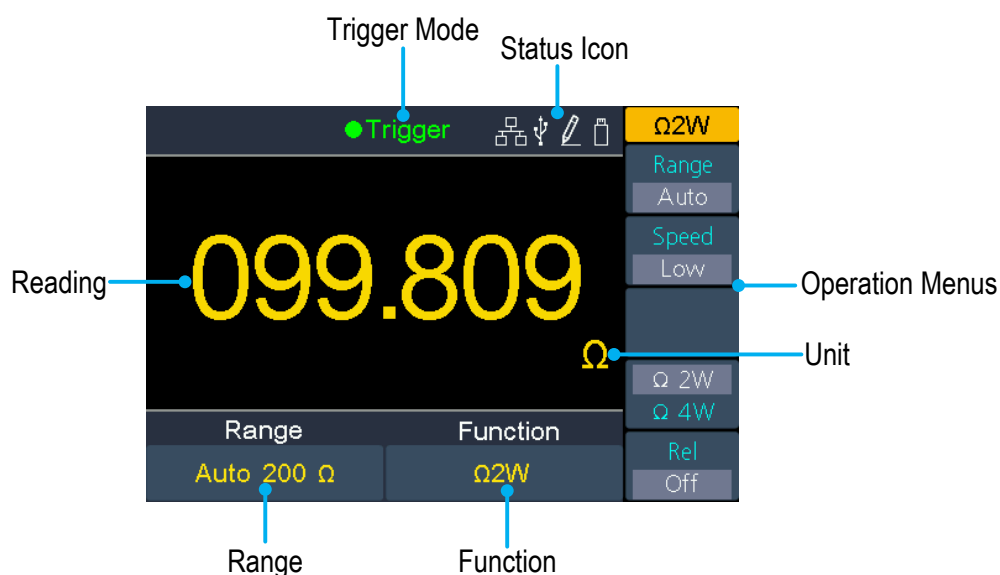 Trigger Mode
Status Icon
Trigger
Ω2W
Range
Auto
Speed
Low
Reading
099.809
Operation Menus
Ω
Unit
Ω 2W
Ω 4W
Range
Function
Rel
Off
Auto 200 Ω
Ω2W
Range
Function